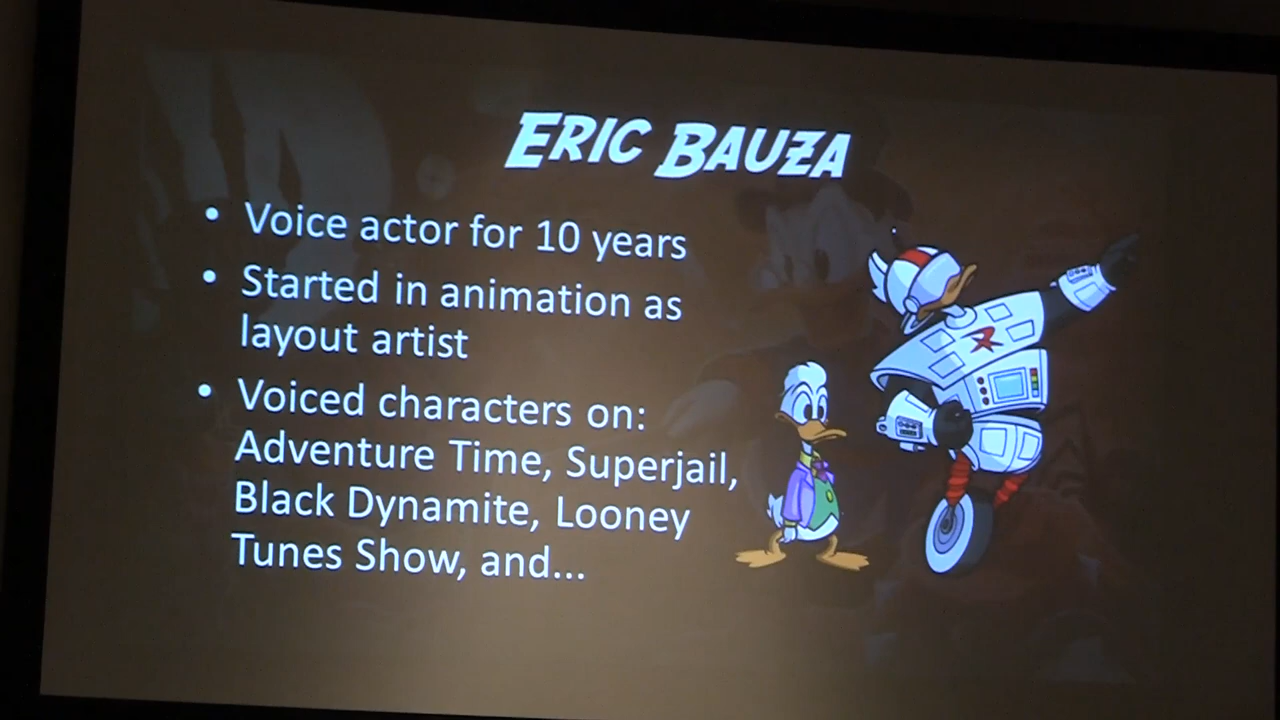 ERIC BAUZA
• Voice actor for 10 years
• Started in animation as
layout artist
• Voiced characters on:
Adventure Time, Superjail,
Black Dynamite, Looney
Tunes Show, and...